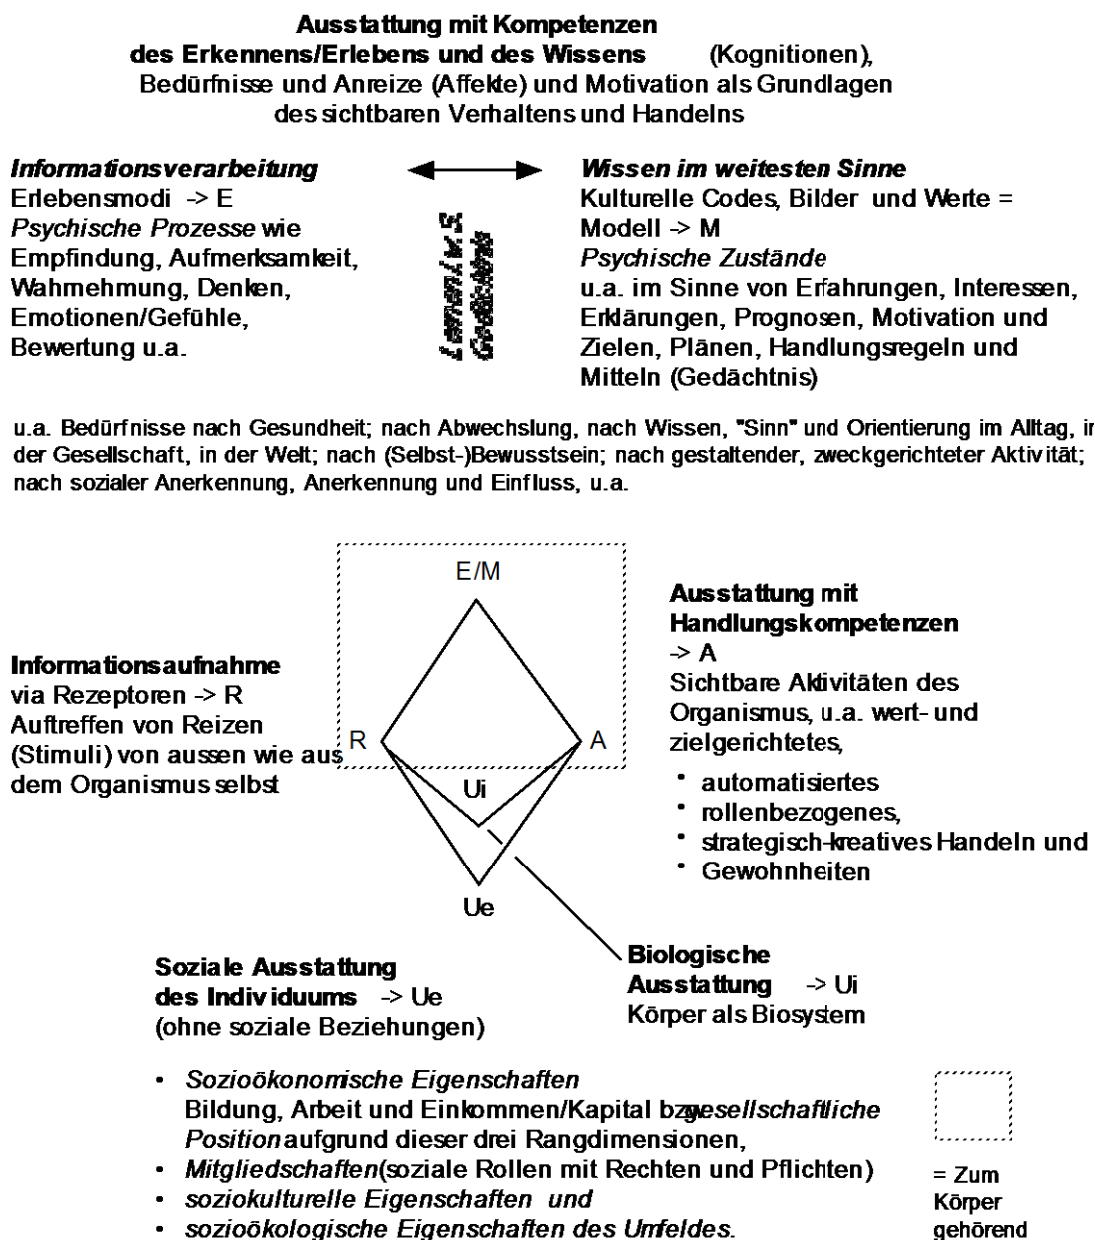 Ausstattung mit Kompetenzen
des Erkennens/Erlebens und des Wissens (Kognitionen),
Bedürfnisse und Anreize (Affekte) und Motivation als Grundlagen
des sichtbaren Verhaltens und Handelns
Informationsverarbeitung
Erlebensmodi -> E
Psychische Prozesse wie
Empfindung, Aufmerksamkeit,
Wahrnehmung, Denken,
Emotionen/Gefühle,
Bewertung u.a.
Gedächtnis
Wissen im weitesten Sinne
Kulturelle Codes, Bilder und Werte =
Modell -> M
Psychische Zustände
u.a. im Sinne von Erfahrungen, Interessen,
Erklärungen, Prognosen, Motivation und
Zielen, Plänen, Handlungsregeln und
Mitteln (Gedächtnis)
u.a. Bedürfnisse nach Gesundheit; nach Abwechslung, nach Wissen, "Sinn" und Orientierung im Alltag, in
der Gesellschaft, in der Welt; nach (Selbst-)Bewusstsein; nach gestaltender, zweckgerichteter Aktivität;
nach sozialer Anerkennung, Anerkennung und Einfluss, u.a.
E/M
Ausstattung mit
Handlungskompetenzen
-> A
Sichtbare Aktivitäten des
Organismus, u.a. wert- und
zielgerichtetes,
• automatisiertes
• rollenbezogenes,
• strategisch-kreatives Handeln und
• Gewohnheiten
Informationsaufnahme
via Rezeptoren -> R
Auftreffen von Reizen
(Stimuli) von aussen wie aus
dem Organismus selbst
R
A
Ui
Ue
Biologische
Ausstattung -> Ui
Körper als Biosystem
Soziale Ausstattung
des Individuums -> Ue
(ohne soziale Beziehungen)
• Sozioökonomische Eigenschaften
Bildung, Arbeit und Einkommen/Kapital bzw gesellschaftliche
Position aufgrund dieser drei Rangdimensionen,
• Mitgliedschaften (soziale Rollen mit Rechten und Pflichten)
• soziokulturelle Eigenschaften und
• sozioökologische Eigenschaften des Umfeldes.
= Zum
Körper
gehörend